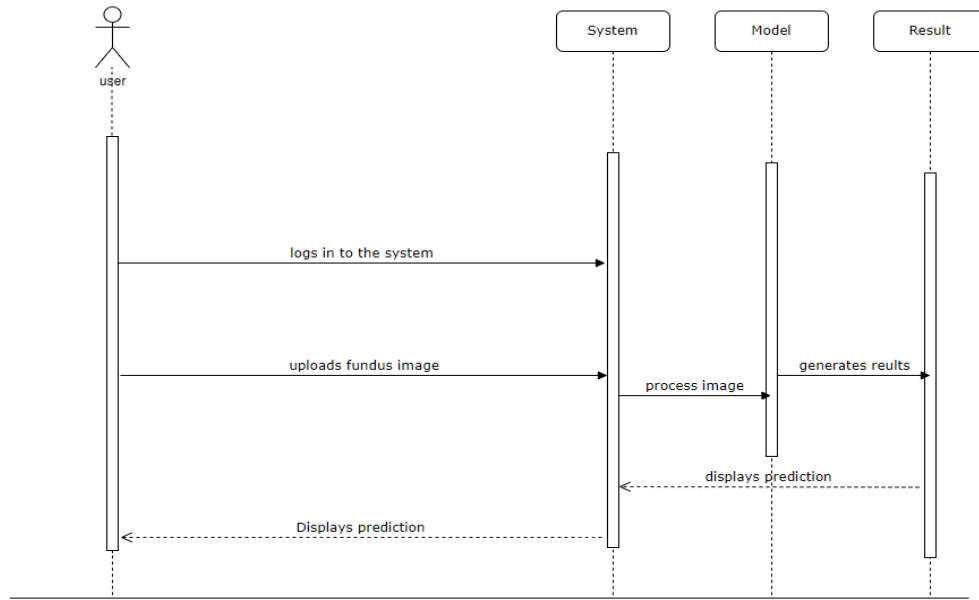 System
Model
Result
user
logs in to the system
uploads fundus image
generates reults
process image
displays prediction
Displays prediction